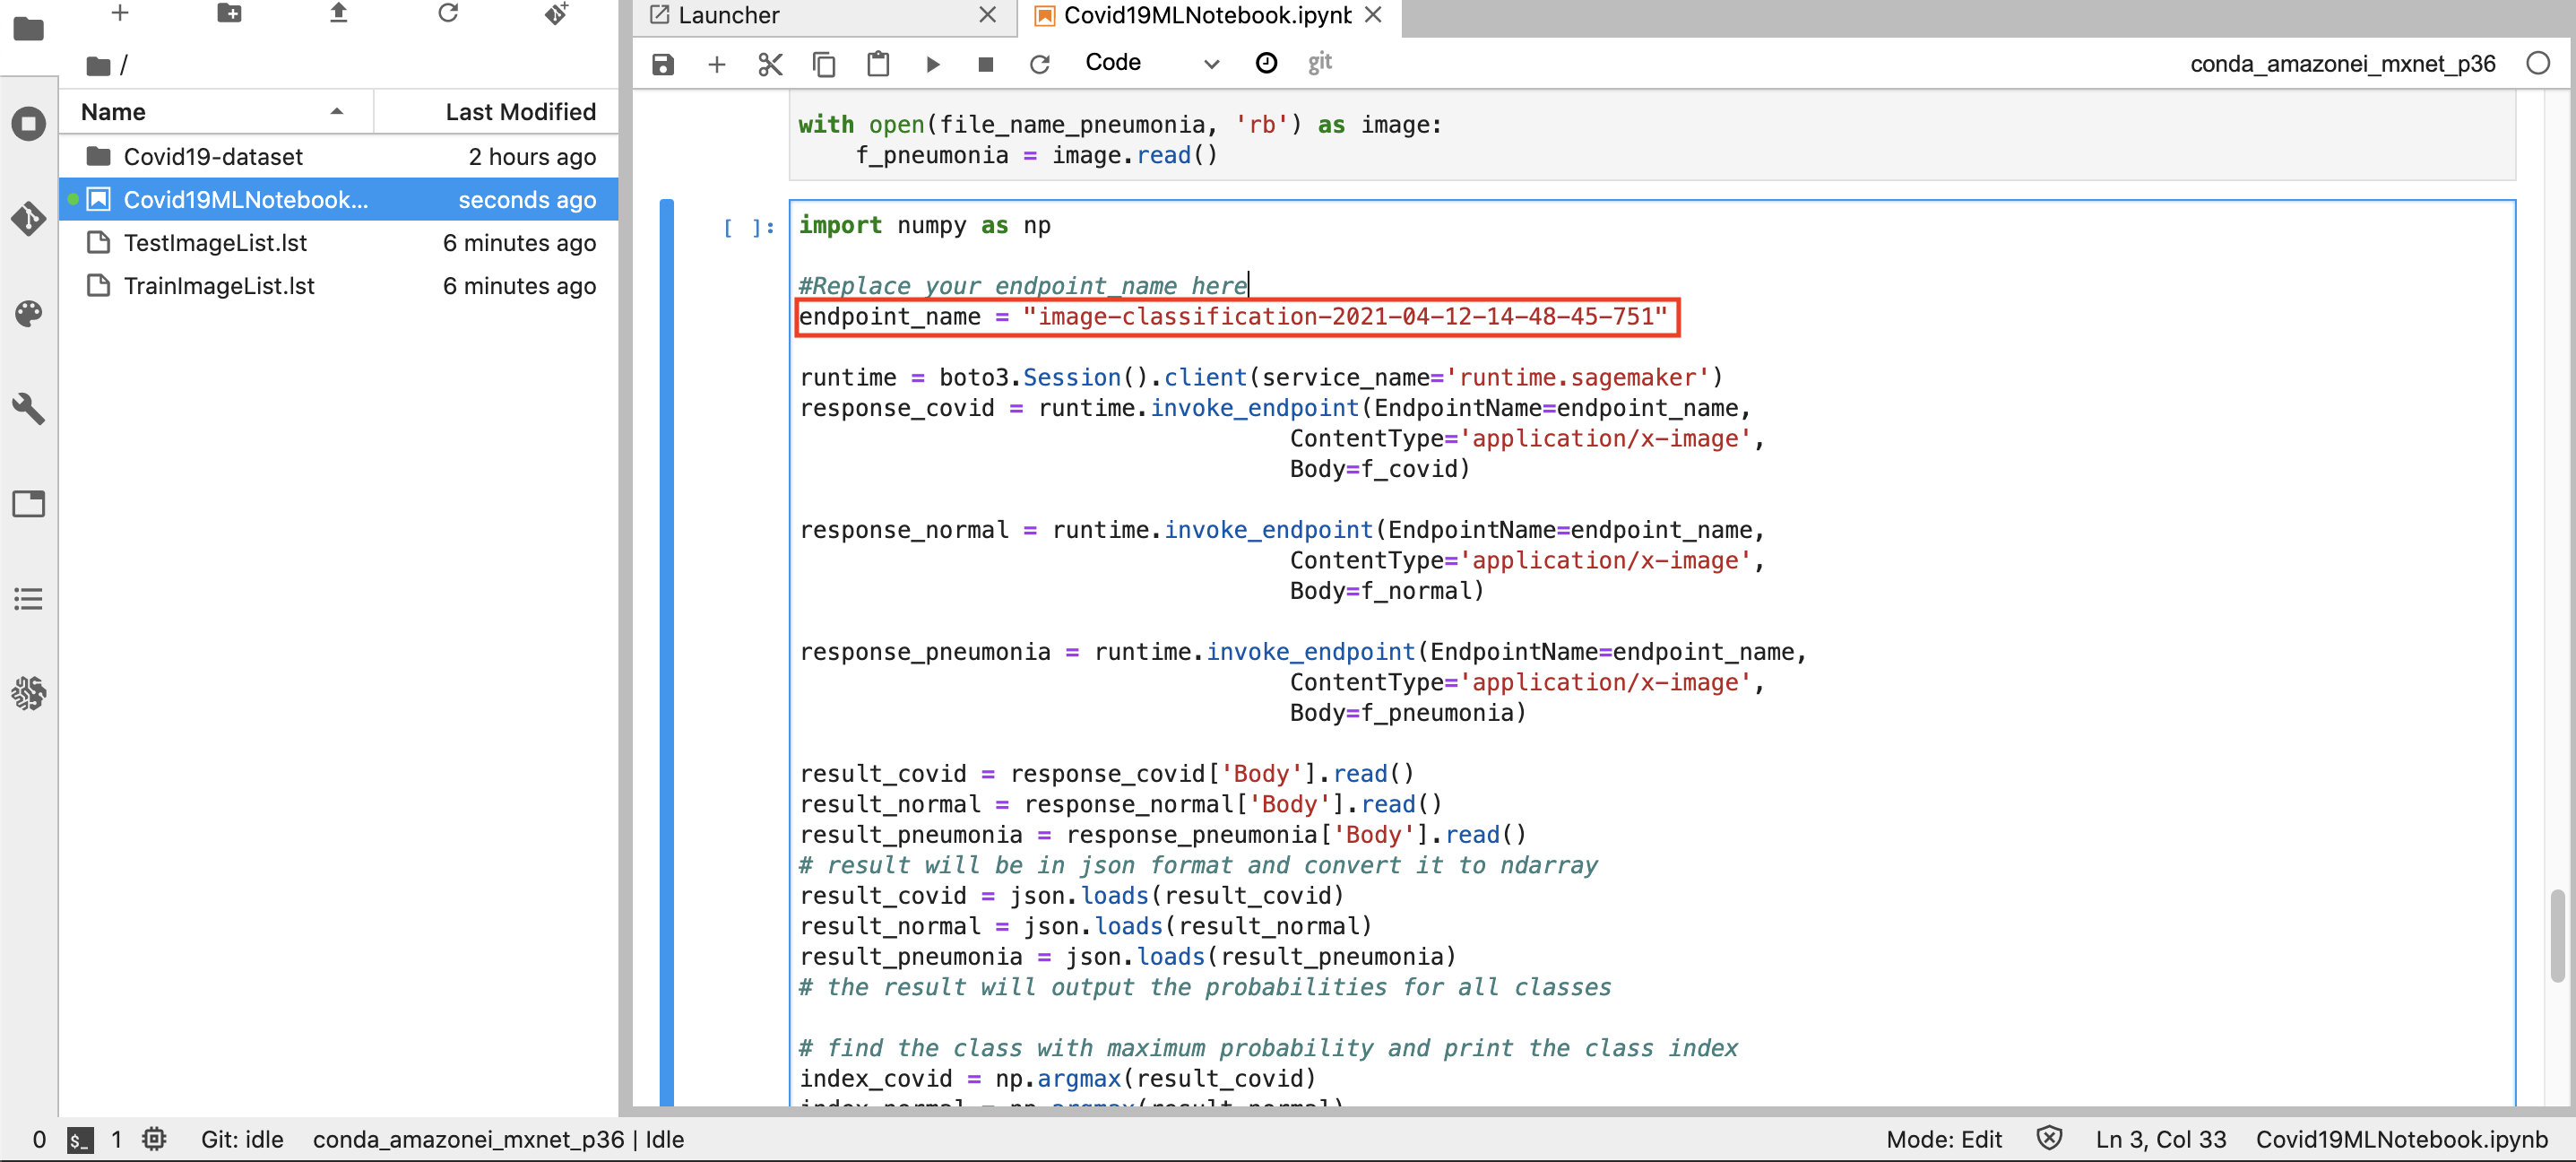 Launcher
Covid19MLNotebook.ipynb
Code
git
conda_amazonei_mxnet_p36
/
Name
Last Modified
Covid19-dataset
2 hours ago
Covid19MLNotebook...
seconds ago
TestImageList.lst
6 minutes ago
TrainImageList.lst
6 minutes ago
with open(file_name_pneumonia, 'rb') as image:
f_pneumonia = image.read()
[ ]:
import numpy as np
#Replace your endpoint_name here
endpoint_name = "image-classification-2021-04-12-14-48-45-751"
runtime = boto3.Session().client(service_name='runtime.sagemaker')
response_covid = runtime.invoke_endpoint(EndpointName=endpoint_name,
ContentType='application/x-image',
Body=f_covid)
response_normal = runtime.invoke_endpoint(EndpointName=endpoint_name,
ContentType='application/x-image',
Body=f_normal)
response_pneumonia = runtime.invoke_endpoint(EndpointName=endpoint_name,
ContentType='application/x-image',
Body=f_pneumonia)
result_covid = response_covid['Body'].read()
result_normal = response_normal['Body'].read()
result_pneumonia = response_pneumonia['Body'].read()
# result will be in json format and convert it to ndarray
result_covid = json.loads(result_covid)
result_normal = json.loads(result_normal)
result_pneumonia = json.loads(result_pneumonia)
# the result will output the probabilities for all classes
# find the class with maximum probability and print the class index
index_covid = np.argmax(result_covid)
index_normal = np.argmax(result_normal)
0
$_
1
Git: idle
conda_amazonei_mxnet_p36 | Idle
Mode: Edit
Ln 3, Col 33
Covid19MLNotebook.ipynb